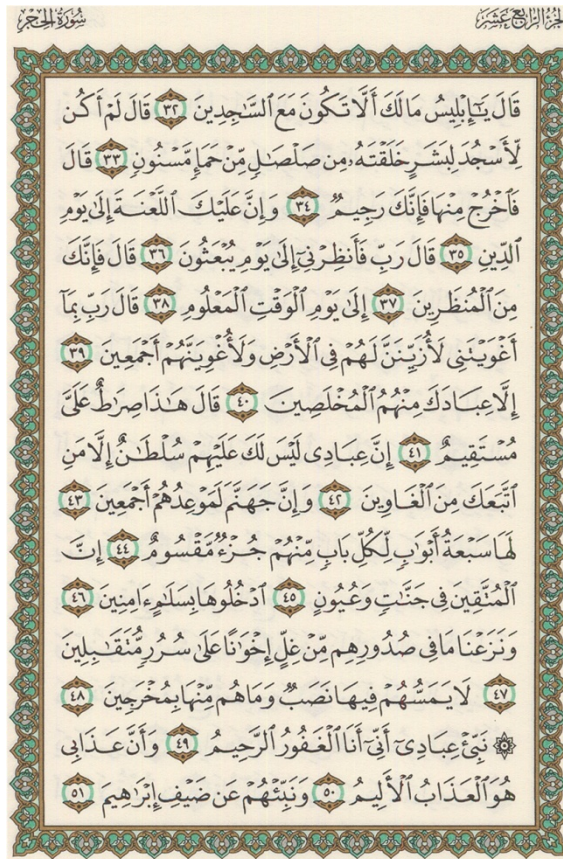 الجزء الرابع عشر
سورة الحجر
قَالَ يَٰٓإِبۡلِيسُ مَا لَكَ أَلَّا تَكُونَ مَعَ ٱلسَّٰجِدِينَ ٣٢ قَالَ لَمۡ أَكُن
لِّأَسۡجُدَ لِبَشَرٍ خَلَقۡتَهُۥ مِن صَلۡصَٰلٖ مِّنۡ حَمَإٖ مَّسۡنُونٖ ٣٣ قَالَ
فَٱخۡرُجۡ مِنۡهَا فَإِنَّكَ رَجِيمٞ ٣٤ وَإِنَّ عَلَيۡكَ ٱللَّعۡنَةَ إِلَىٰ يَوۡمِ
ٱلدِّينِ ٣٥ قَالَ رَبِّ فَأَنظِرۡنِيٓ إِلَىٰ يَوۡمِ يُبۡعَثُونَ ٣٦ قَالَ فَإِنَّكَ
مِنَ ٱلۡمُنظَرِينَ ٣٧ إِلَىٰ يَوۡمِ ٱلۡوَقۡتِ ٱلۡمَعۡلُومِ ٣٨ قَالَ رَبِّ بِمَآ
أَغۡوَيۡتَنِي لَأُزَيِّنَنَّ لَهُمۡ فِي ٱلۡأَرۡضِ وَلَأُغۡوِيَنَّهُمۡ أَجۡمَعِينَ ٣٩
إِلَّا عِبَادَكَ مِنۡهُمُ ٱلۡمُخۡلَصِينَ ٤٠ قَالَ هَٰذَا صِرَٰطٌ عَلَيَّ
مُسۡتَقِيمٌ ٤١ إِنَّ عِبَادِي لَيۡسَ لَكَ عَلَيۡهِمۡ سُلۡطَٰنٌ إِلَّا مَنِ
ٱتَّبَعَكَ مِنَ ٱلۡغَاوِينَ ٤٢ وَإِنَّ جَهَنَّمَ لَمَوۡعِدُهُمۡ أَجۡمَعِينَ ٤٣
لَهَا سَبۡعَةُ أَبۡوَٰبٖ لِّكُلِّ بَابٖ مِّنۡهُمۡ جُزۡءٞ مَّقۡسُومٌ ٤٤ إِنَّ
ٱلۡمُتَّقِينَ فِي جَنَّٰتٖ وَعُيُونٍ ٤٥ ٱدۡخُلُوهَا بِسَلَٰمٍ ءَامِنِينَ ٤٦
وَنَزَعۡنَا مَا فِي صُدُورِهِم مِّنۡ غِلٍّ إِخۡوَٰنًا عَلَىٰ سُرُرٖ مُّتَقَٰبِلِينَ
٤٧ لَا يَمَسُّهُمۡ فِيهَا نَصَبٞ وَمَا هُم مِّنۡهَا بِمُخۡرَجِينَ ٤٨
۞ نَبِّئۡ عِبَادِيٓ أَنِّيٓ أَنَا ٱلۡغَفُورُ ٱلرَّحِيمُ ٤٩ وَأَنَّ عَذَابِي
هُوَ ٱلۡعَذَابُ ٱلۡأَلِيمُ ٥٠ وَنَبِّئۡهُمۡ عَن ضَيۡفِ إِبۡرَٰهِيمَ ٥١